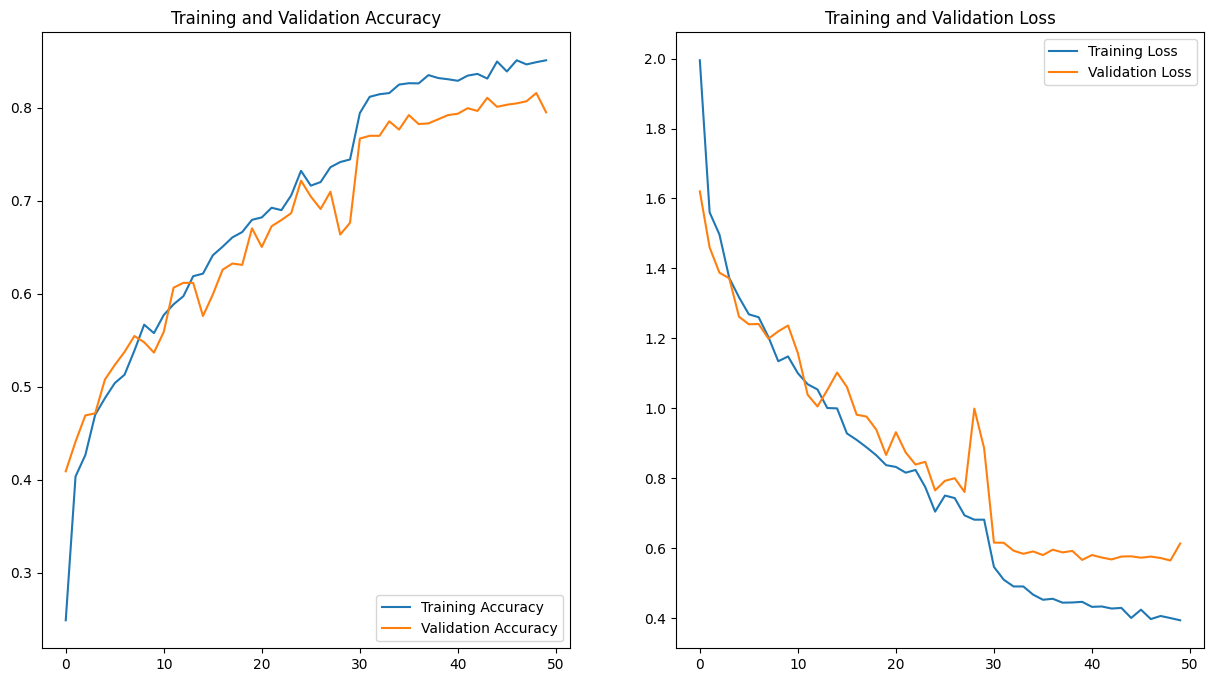 Training and Validation Accuracy
0.8
0.7
0.6
0.5
0.4
0.3
0 10 20 30 40 50
Training Accuracy
Validation Accuracy
Training and Validation Loss
2.0
1.8
1.6
1.4
1.2
1.0
0.8
0.6
0.4
0 10 20 30 40 50
Training Loss
Validation Loss